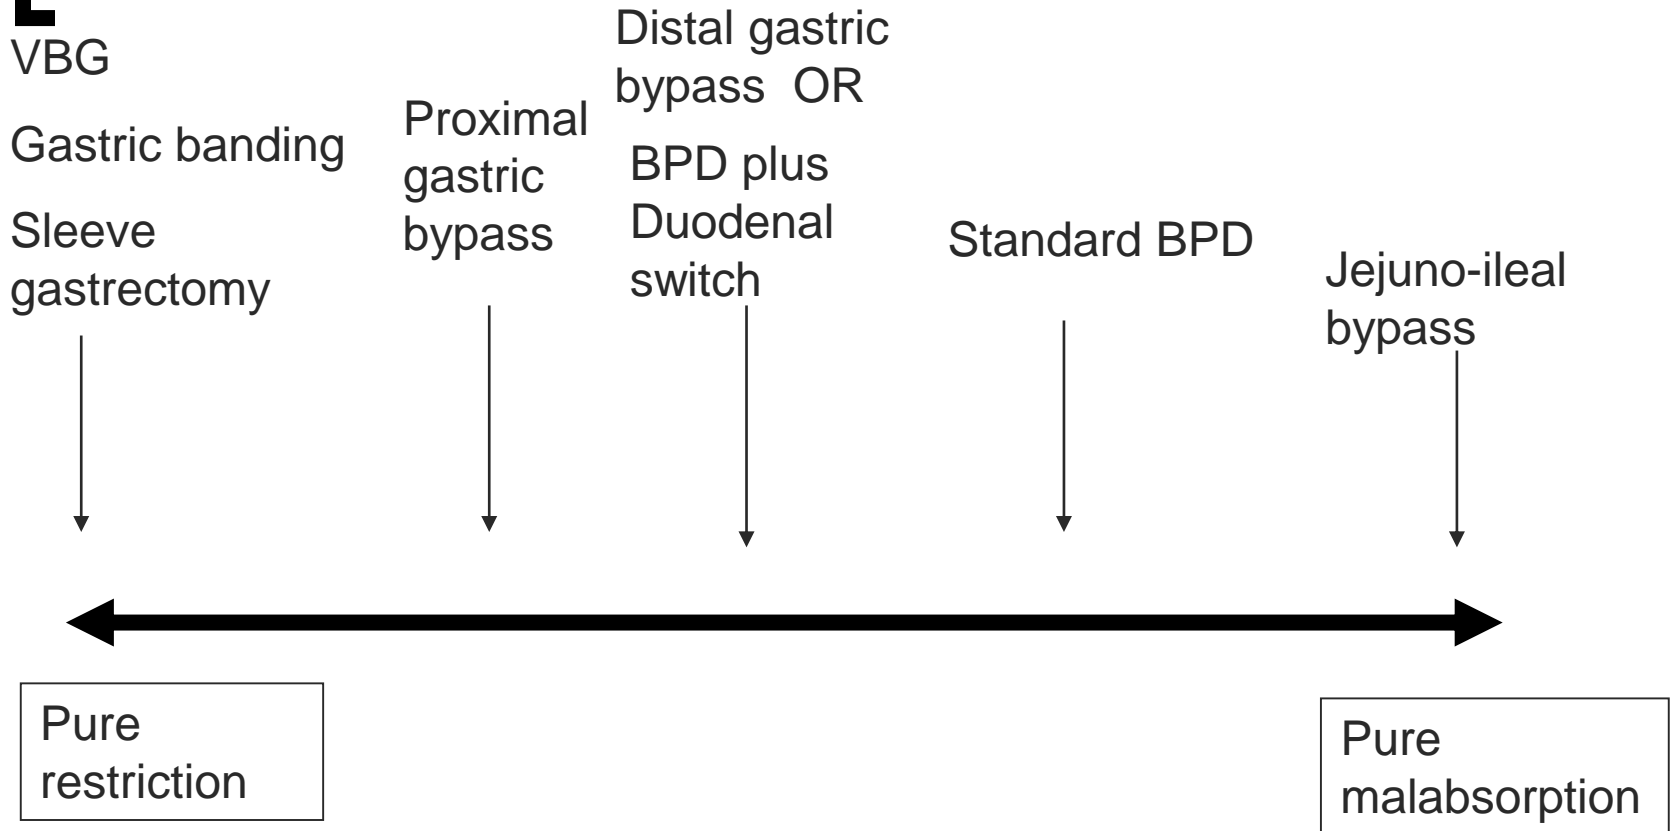 VBG
Gastric banding
Sleeve
gastrectomy
Proximal
gastric
bypass
Distal gastric
bypass  OR
BPD plus
Duodenal
switch
Standard BPD
Jejuno-ileal
bypass
Pure
restriction
Pure
malabsorption